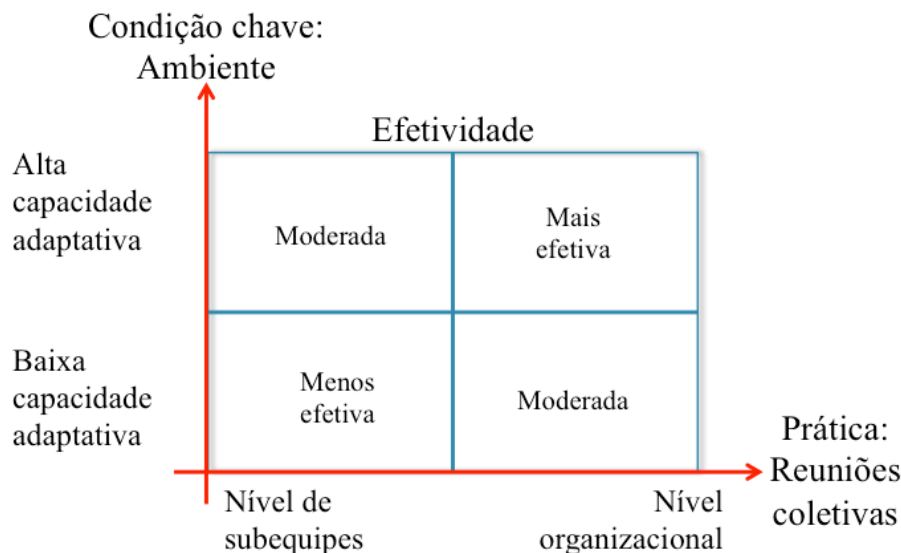 Condição chave:
Ambiente
Efetividade
Alta
capacidade
adaptativa
Moderada
Mais
efetiva
Baixa
capacidade
adaptativa
Menos
efetiva
Moderada
Prática:
Reuniões
coletivas
Nível de
subequipes
Nível
organizacional